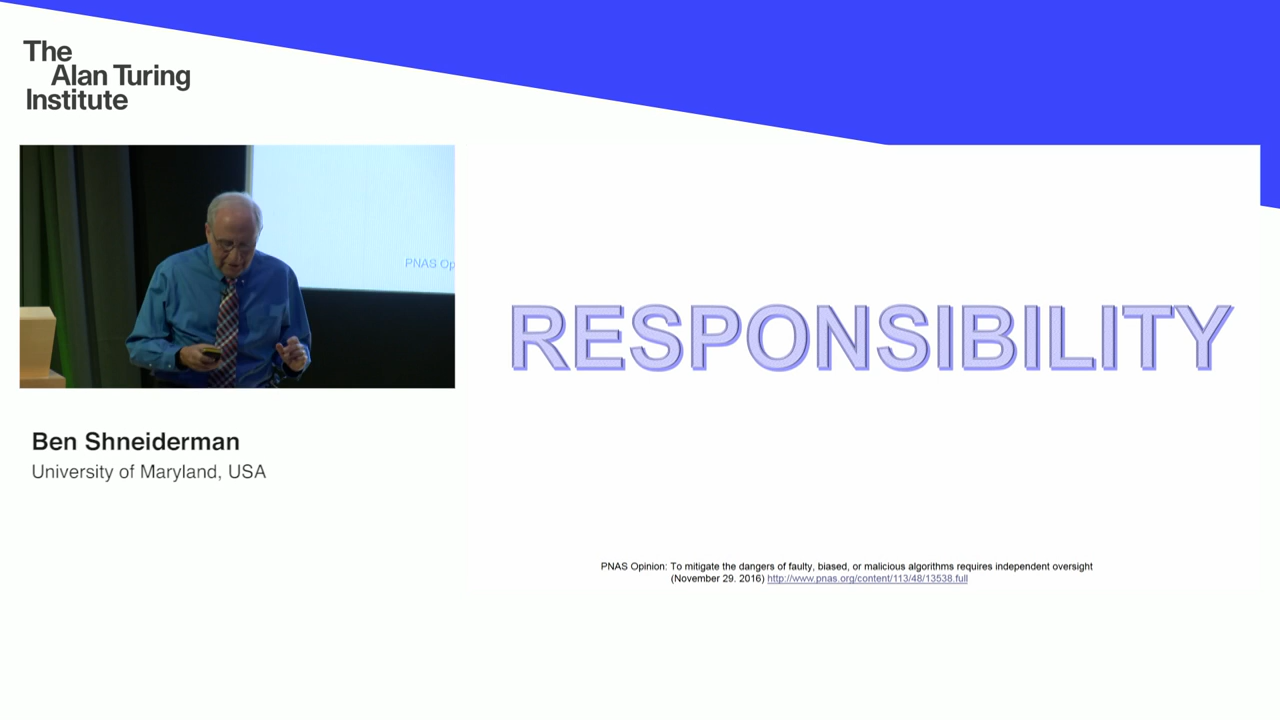 The
Alan Turing
Institute
PNAS Op
RESPONSIBILITY
Ben Shneiderman
University of Maryland, USA
PNAS Opinion: To mitigate the dangers of faulty, biased, or malicious algorithms requires independent oversight
(November 29. 2016) http://www.pnas.org/content/113/48/13538.full